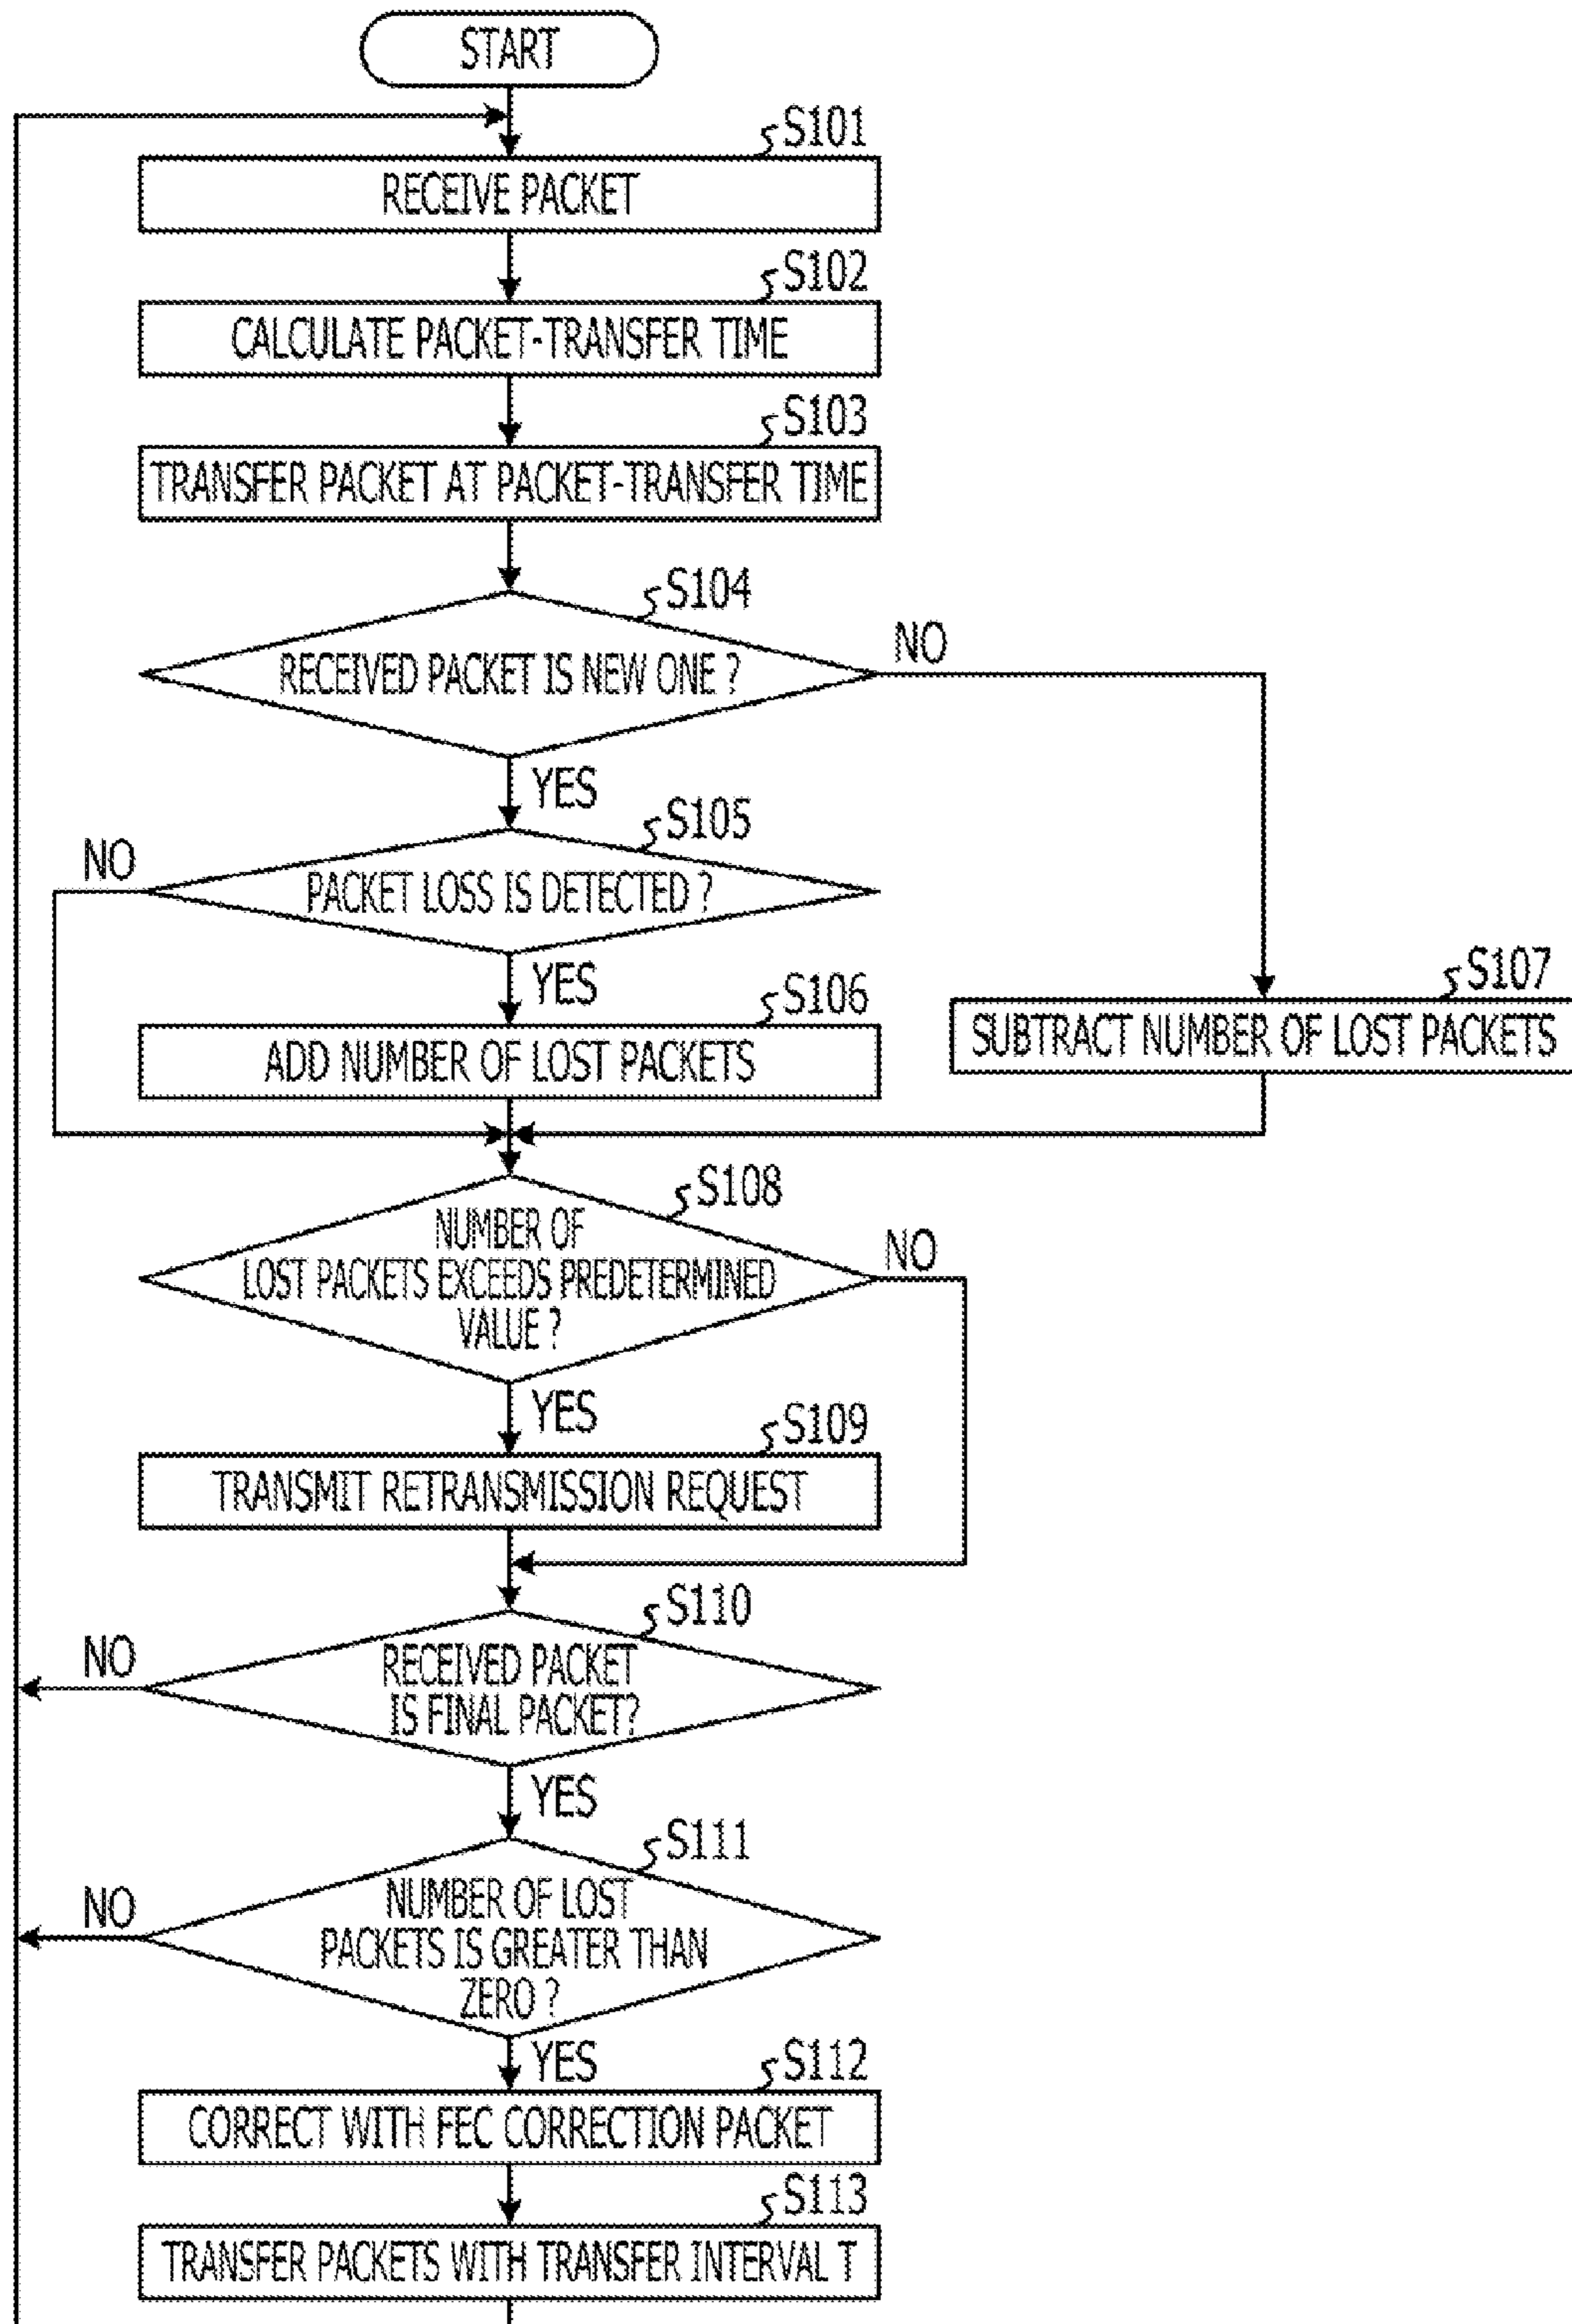 START
S101
RECEIVE PACKET
S102
CALCULATE PACKET-TRANSFER TIME
S103
TRANSFER PACKET AT PACKET-TRANSFER TIME
S104
RECEIVED PACKET IS NEW ?
NO
YES
S105
NO
PACKET LOSS IS DETECTED ?
YES
S106
ADD NUMBER OF LOST PACKETS
S107
SUBTRACT NUMBER OF LOST PACKETS
S108
NUMBER OF
LOST PACKETS EXCEEDS PREDETERMINED
VALUE ?
NO
YES
S109
TRANSMIT RETRANSMISSION REQUEST
S110
NO
RECEIVED PACKET
IS FINAL PACKET?
YES
S111
NO
NUMBER OF LOST
PACKETS IS GREATER THAN
ZERO ?
YES
S112
CORRECT WITH FEC CORRECTION PACKET
S113
TRANSFER PACKETS WITH TRANSFER INTERVAL T